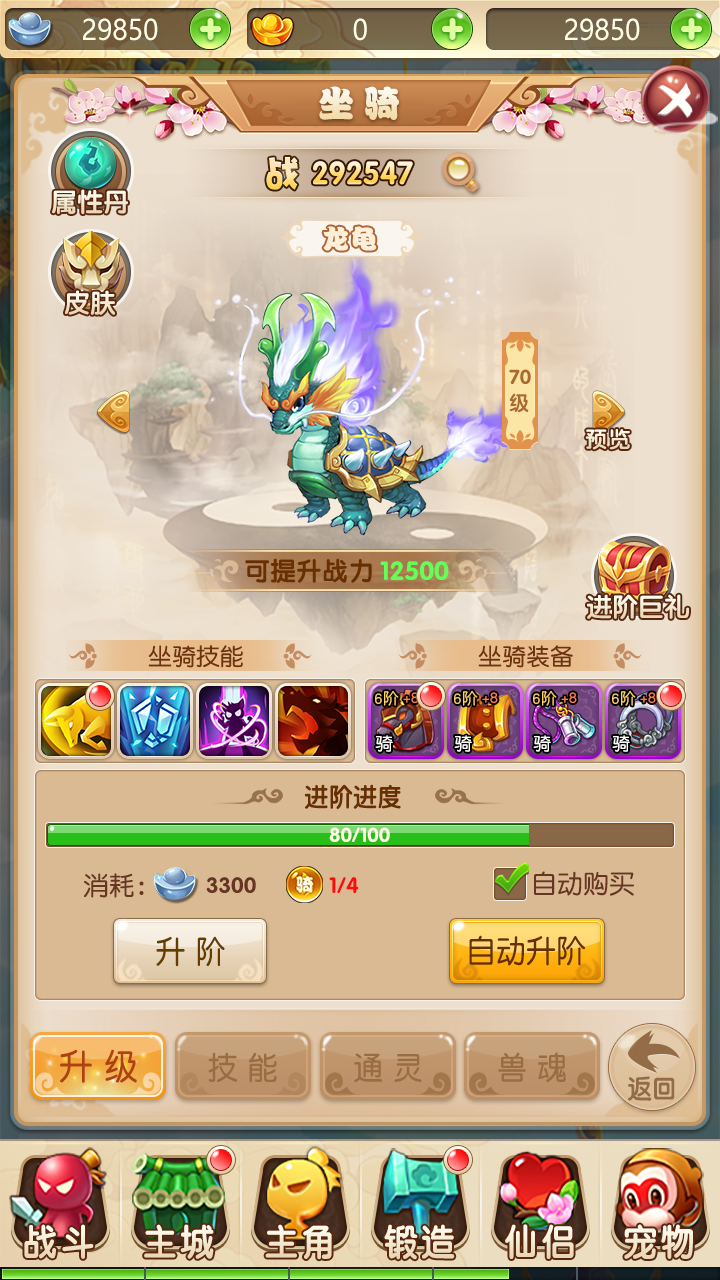 29850
0
29850
坐骑
属性丹
战 292547
皮肤
龙龟
70
级
预览
可提升战力 12500
进阶巨礼
坐骑技能
坐骑装备
6阶 +8
骑
6阶 +8
骑
6阶 +8
骑
6阶 +8
骑
进阶进度
80/100
消耗: 3300
骑 1/4
自动购买
升阶
自动升阶
升级
技能
通灵
兽魂
返回
战斗
主城
主角
锻造
仙侣
宠物